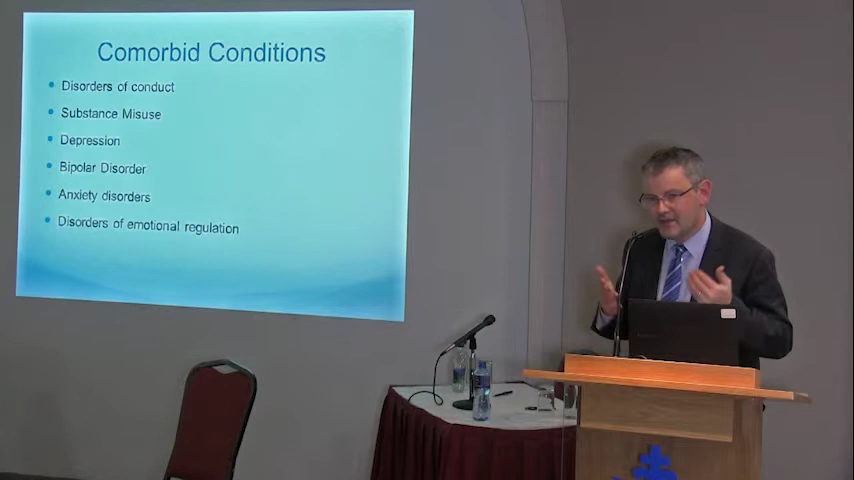 Comorbid Conditions
Disorders of conduct
Substance Misuse
Depression
Bipolar Disorder
Anxiety disorders
Disorders of emotional regulation